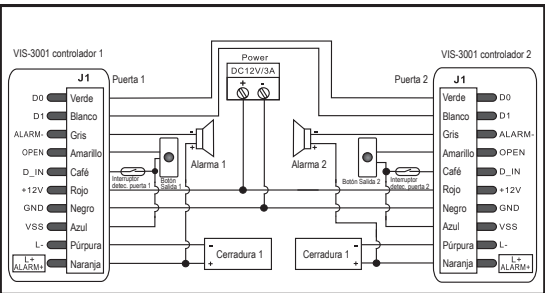 VIS-3001 controlador 1
VIS-3001 controlador 2
Power
DC12V/3A
+ -
J1
Puerta 1
Puerta 2
J1
D0 Verde
D1 Blanco
ALARM- Gris
OPEN Amarillo
D_IN Café
+12V Rojo
GND Negro
VSS Azul
L- Púrpura
L+
ALARM+
Naranja
Interruptor
detec. puerta 1
Botón
Salida 1
-
+
Alarma 1
-
+
Alarma 2
Botón Salida 2
Interruptor
detec. puerta 2
-
Cerradura 1
+
-
Cerradura 1
+
Verde D0
Blanco D1
Gris ALARM-
Amarillo OPEN
Café D_IN
Rojo +12V
Negro GND
Azul VSS
Púrpura L-
Naranja
L+
ALARM+